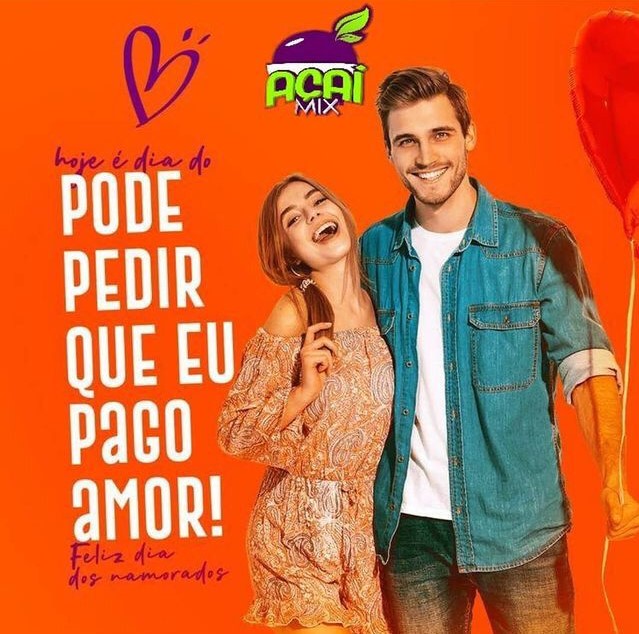 AÇAÍ
MIX
hoje é dia do
PODE
PEDIR
QUE EU
PAGO
AMOR!
Feliz dia
dos namorados